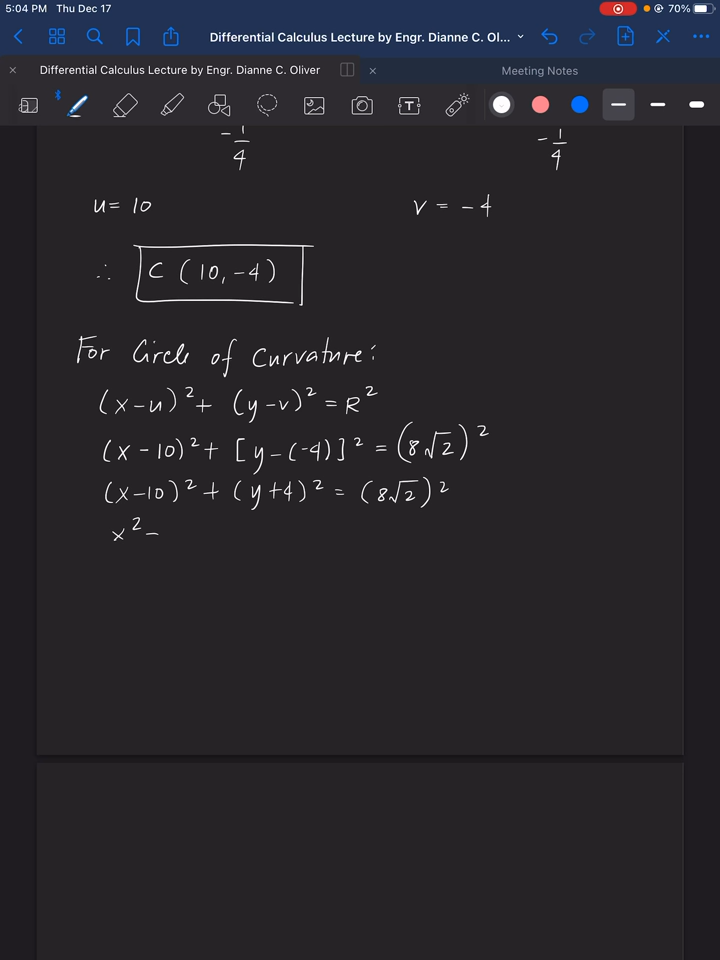 5:04 PM Thu Dec 17 70%
Differential Calculus Lecture by Engr. Dianne C. Ol...
Differential Calculus Lecture by Engr. Dianne C. Oliver Meeting Notes
T
-1/4 -1/4
u = 10 v = -4
∴ C (10, -4)
For Circle of Curvature:
(x-u)² + (y-v)² = R²
(x-10)² + [y-(-4)]² = (8√2)²
(x-10)² + (y+4)² = (8√2)²
x² -